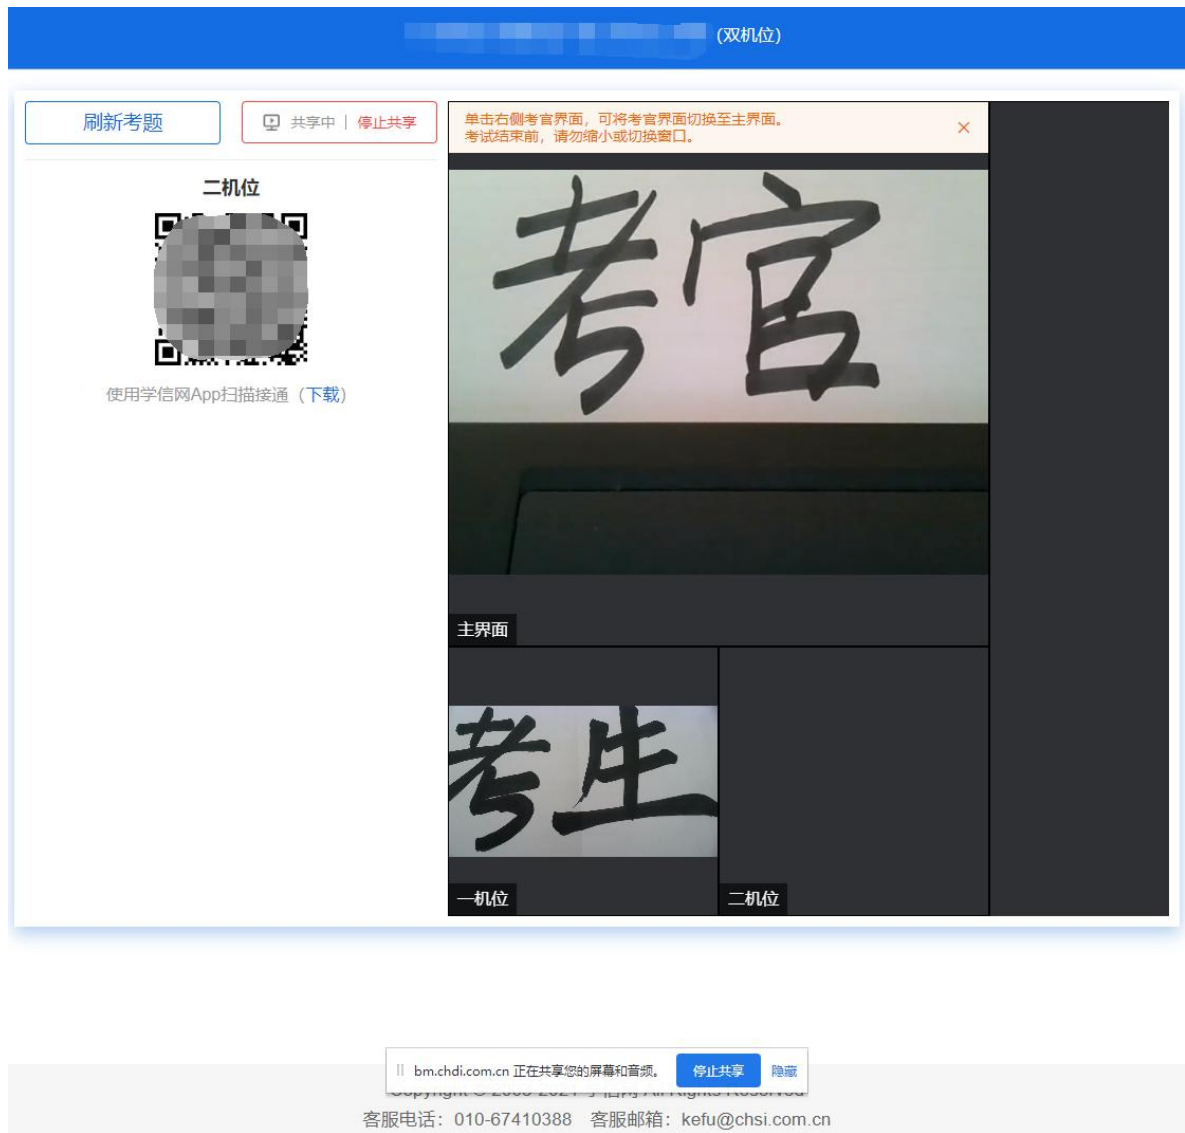 (双机位)
刷新考题
共享中 | 停止共享
二机位
使用学信网App扫描接通（下载）
单击右侧考官界面，可将考官界面切换至主界面。
考试结束前，请勿缩小或切换窗口。
考官
主界面
考生
一机位
二机位
bm.chdi.com.cn 正在共享您的屏幕和音频。 停止共享 隐藏
客服电话：010-67410388 客服邮箱：kefu@chsi.com.cn